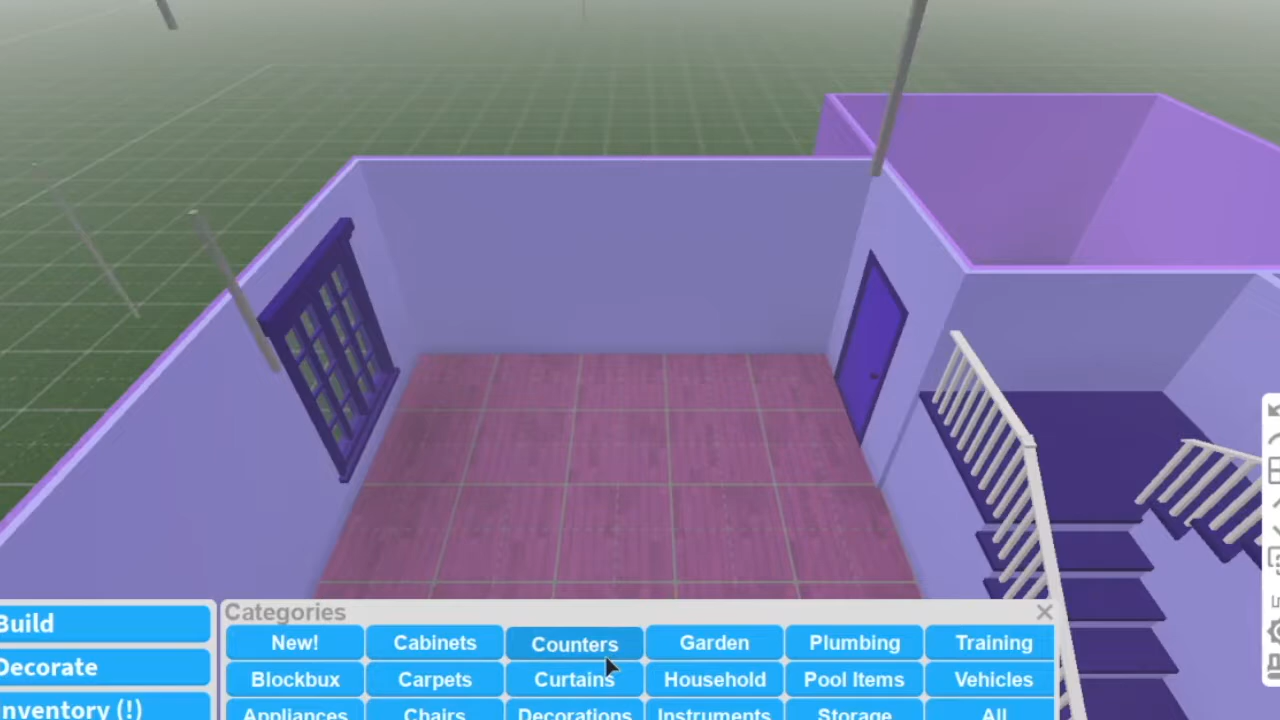 Categories
New! Cabinets Counters Garden Plumbing Training
Blockbux Carpets Curtains Household Pool Items Vehicles
Appliances Chairs Decorations Instruments Storage All
Build
Decorate
nventory (!)